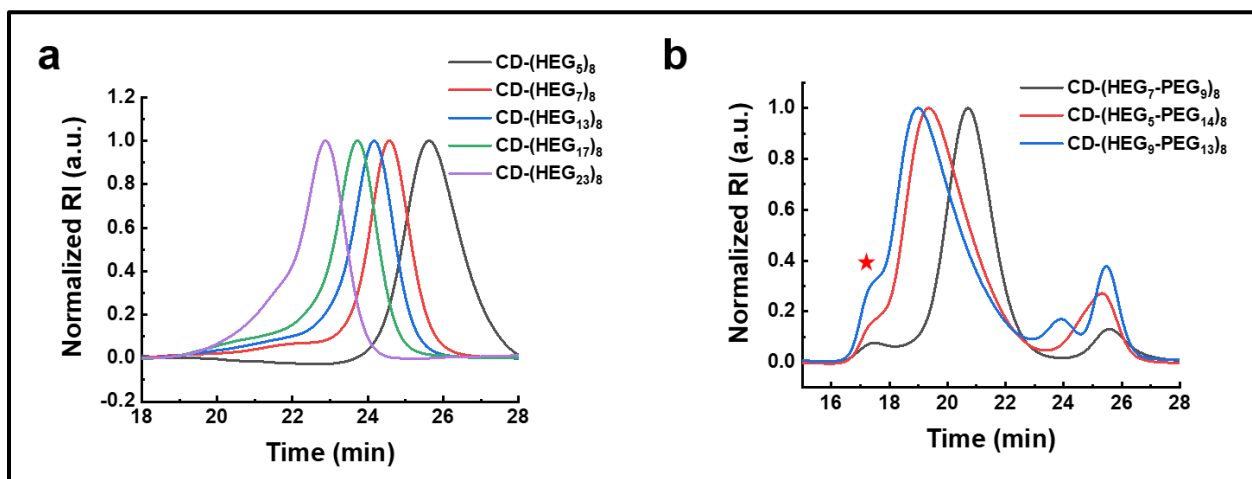 a
CD-(HEG5)8
CD-(HEG7)8
CD-(HEG13)8
CD-(HEG17)8
CD-(HEG23)8
Normalized RI (a.u.)
1.2
1.0
0.8
0.6
0.4
0.2
0.0
-0.2
18
20
22
24
26
28
Time (min)
b
CD-(HEG7-PEG9)8
CD-(HEG5-PEG14)8
CD-(HEG9-PEG13)8
Normalized RI (a.u.)
1.0
0.8
0.6
0.4
0.2
0.0
16
18
20
22
24
26
28
Time (min)